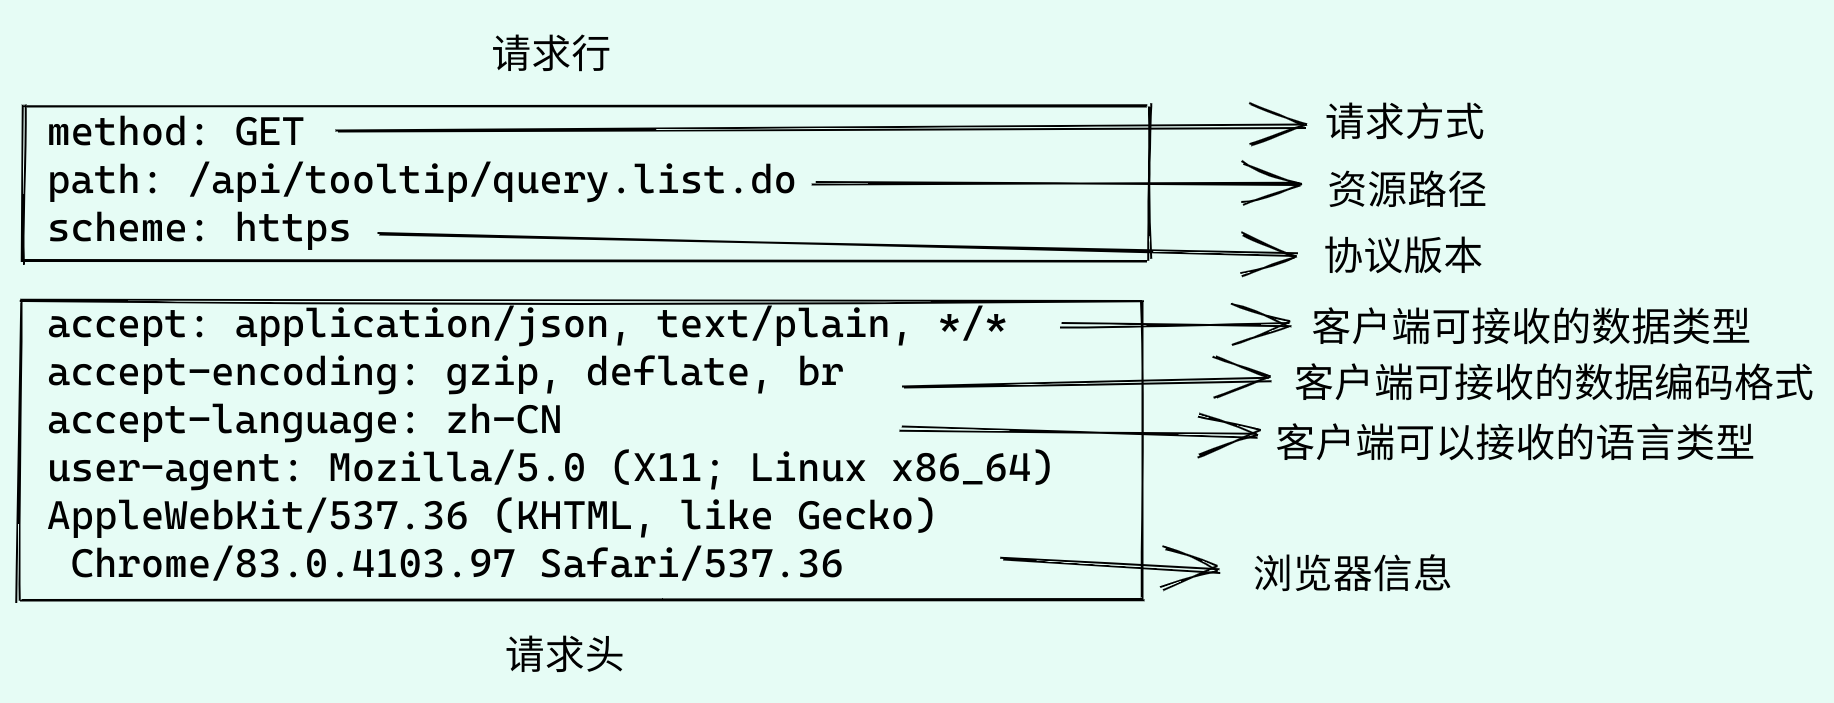 请求行
method: GET
请求方式
path: /api/tooltip/query.list.do
资源路径
scheme: https
协议版本
accept: application/json, text/plain, */*
客户端可接收的数据类型
accept-encoding: gzip, deflate, br
客户端可接收的数据编码格式
accept-language: zh-CN
客户端可以接收的语言类型
user-agent: Mozilla/5.0 (X11; Linux x86_64)
AppleWebKit/537.36 (KHTML, like Gecko)
Chrome/83.0.4103.97 Safari/537.36
浏览器信息
请求头